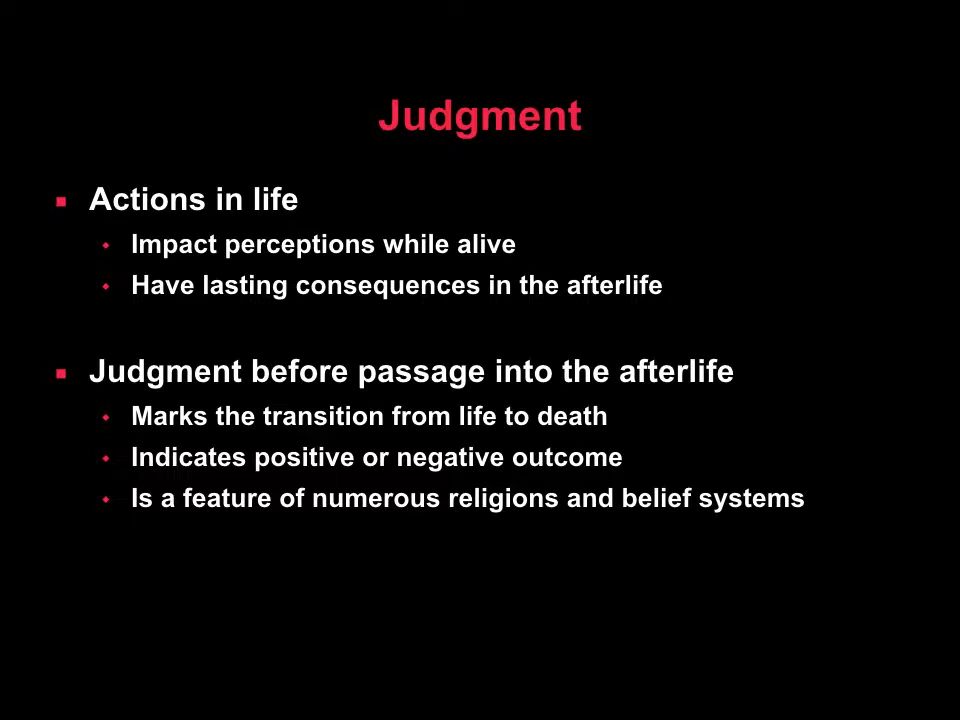 Judgment
Actions in life
Impact perceptions while alive
Have lasting consequences in the afterlife
Judgment before passage into the afterlife
Marks the transition from life to death
Indicates positive or negative outcome
Is a feature of numerous religions and belief systems